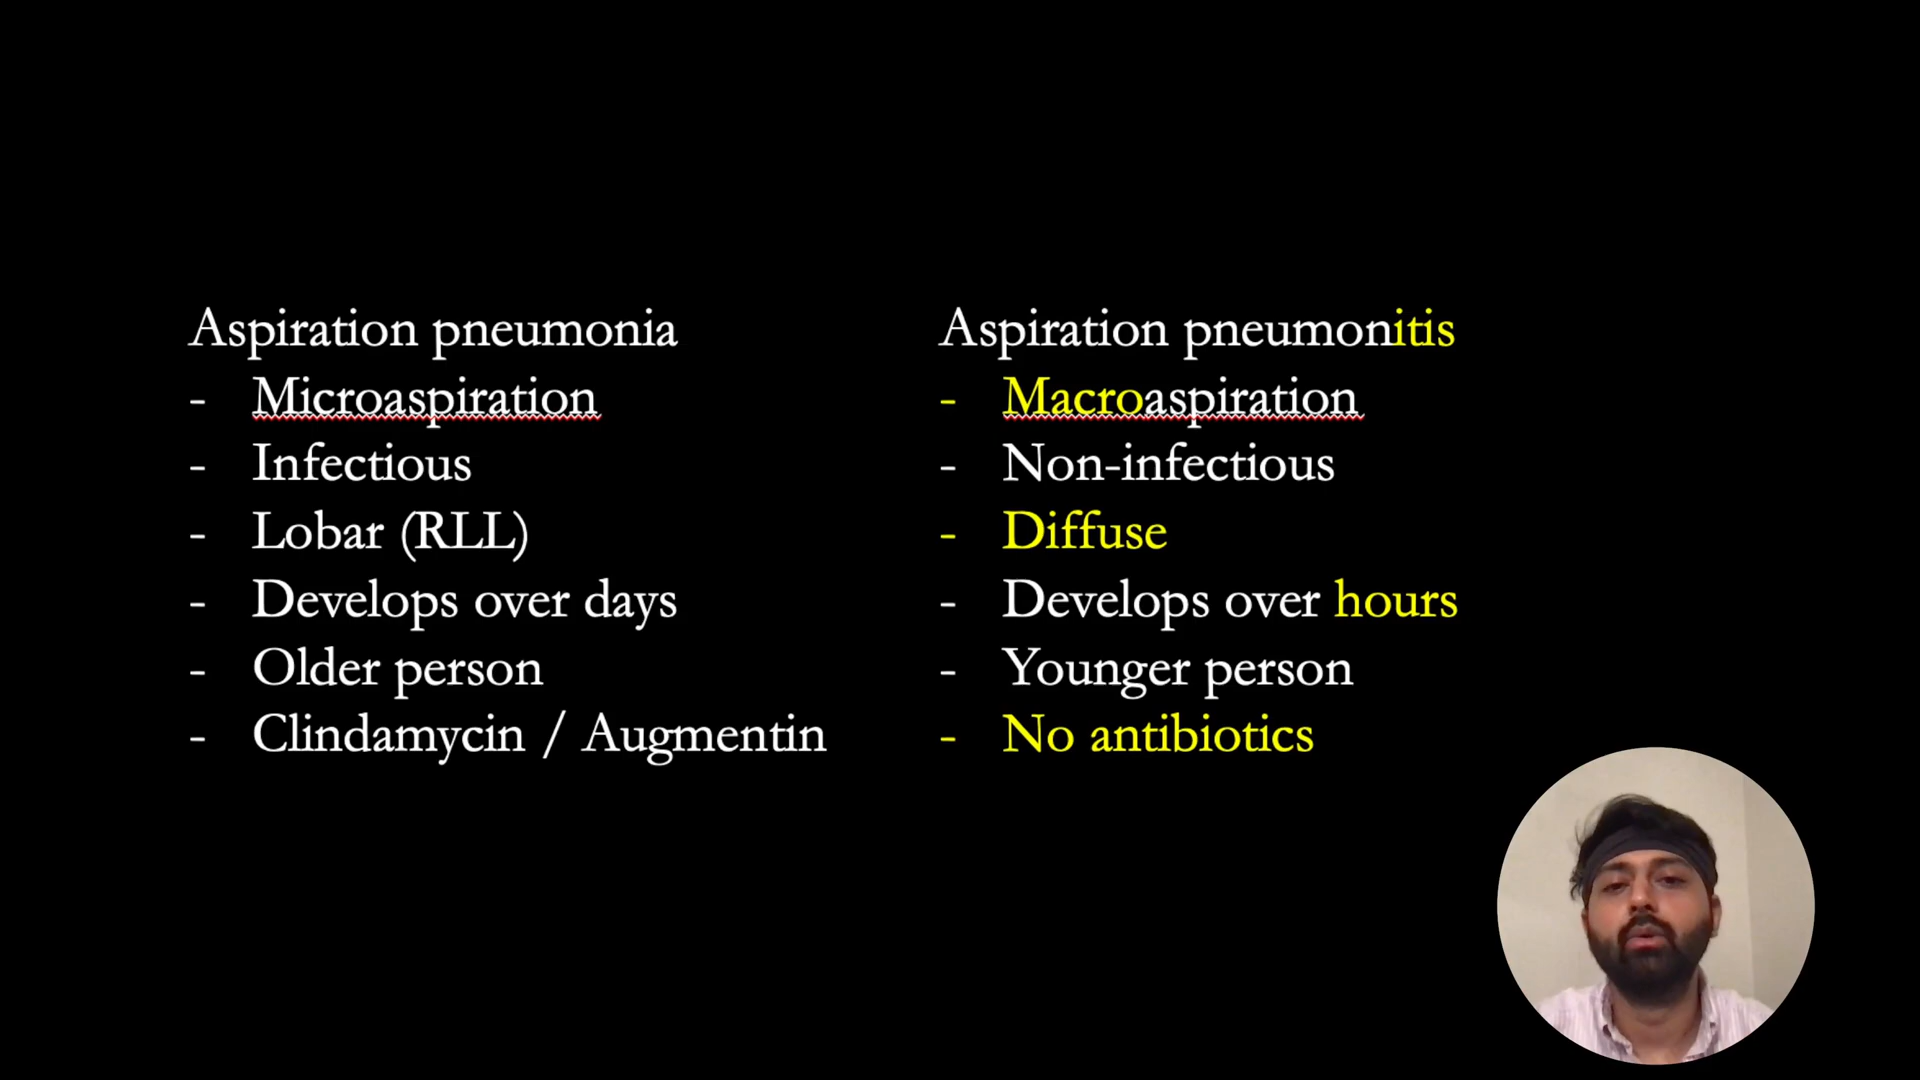 Aspiration pneumonia
- Microaspiration
- Infectious
- Lobar (RLL)
- Develops over days
- Older person
- Clindamycin / Augmentin
Aspiration pneumonitis
- Macroaspiration
- Non-infectious
- Diffuse
- Develops over hours
- Younger person
- No antibiotics